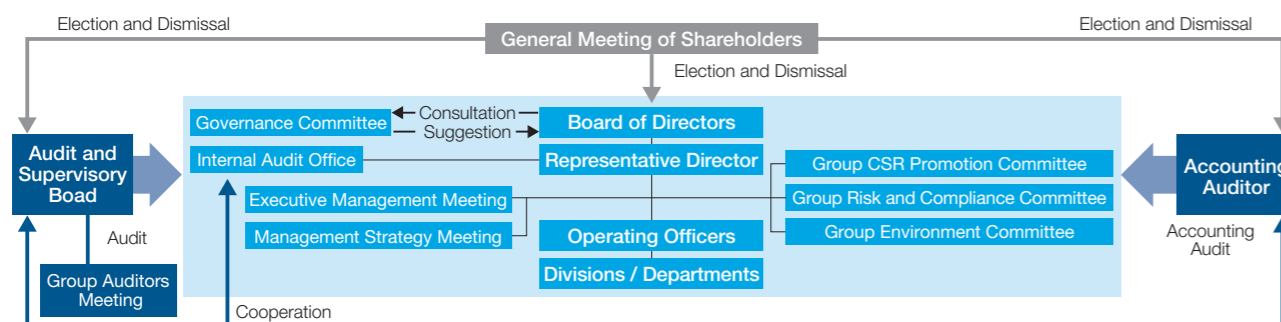 Election and Dismissal
Election and Dismissal
General Meeting of Shareholders
Election and Dismissal
Governance Committee
Consultation
Suggestion
Board of Directors
Audit and
Supervisory
Boad
Internal Audit Office
Representative Director
Group CSR Promotion Committee
Accounting
Auditor
Executive Management Meeting
Group Risk and Compliance Committee
Management Strategy Meeting
Operating Officers
Group Environment Committee
Audit
Accounting
Audit
Group Auditors
Meeting
Divisions / Departments
Cooperation